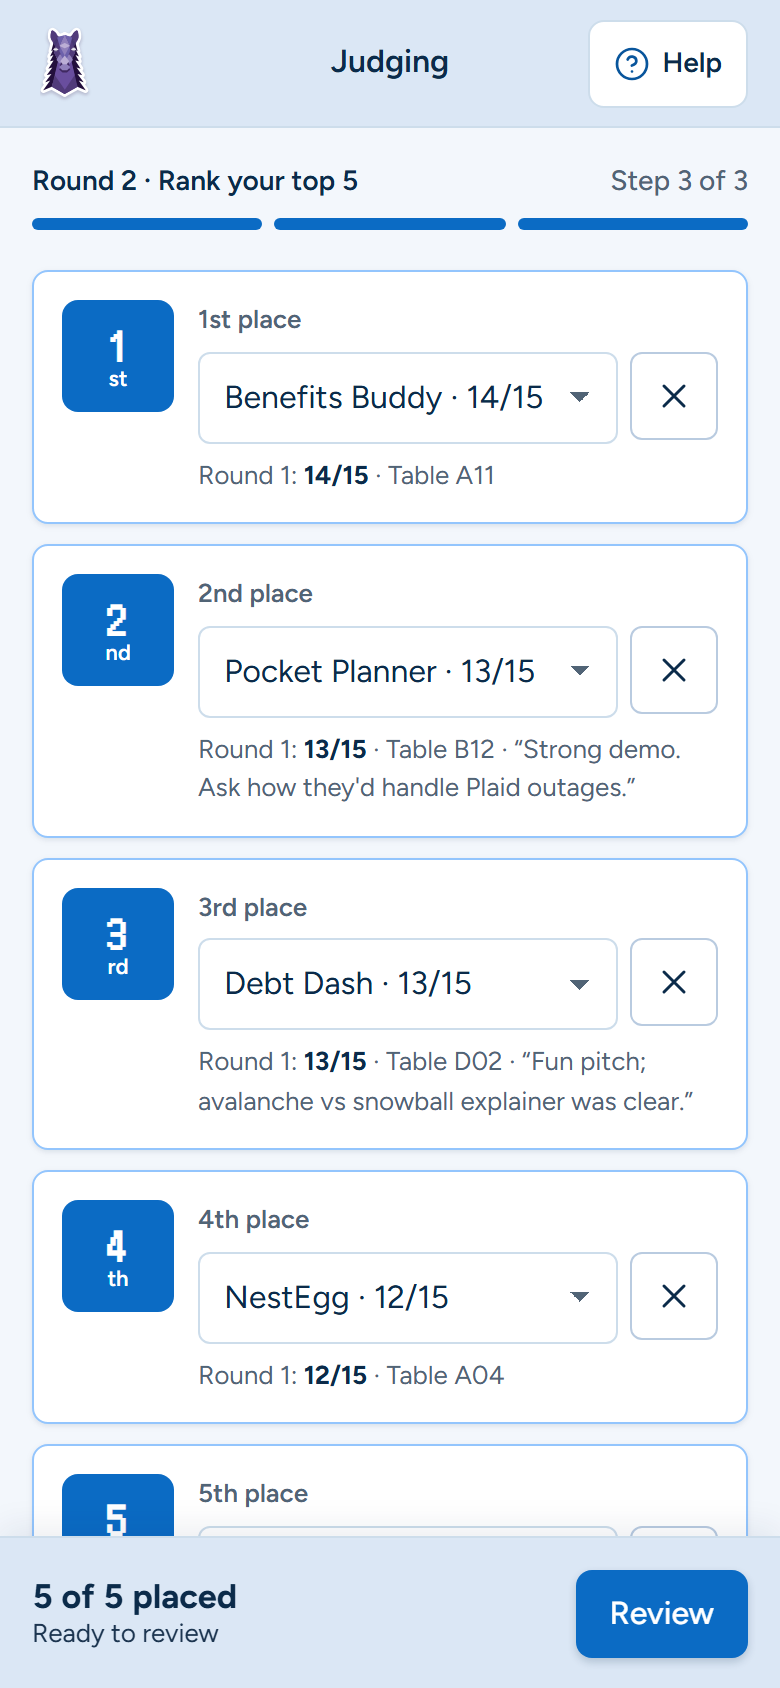 Judging
Help
Round 2 · Rank your top 5
Step 3 of 3
1
st
1st place
Benefits Buddy · 14/15
Round 1: 14/15 · Table A11
2
nd
2nd place
Pocket Planner · 13/15
Round 1: 13/15 · Table B12 · “Strong demo.
Ask how they'd handle Plaid outages.”
3
rd
3rd place
Debt Dash · 13/15
Round 1: 13/15 · Table D02 · “Fun pitch;
avalanche vs snowball explainer was clear.”
4
th
4th place
NestEgg · 12/15
Round 1: 12/15 · Table A04
5
5th place
5 of 5 placed
Ready to review
Review